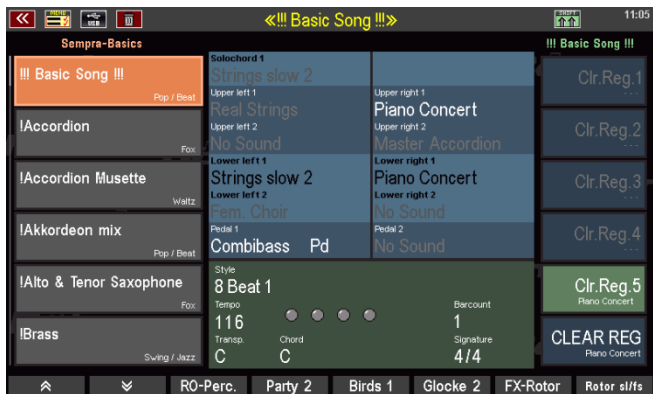 MENU
USB
«!!! Basic Song !!!»
SHIFT
11:05
Sempra-Basics
!!! Basic Song !!!
!!! Basic Song !!!
Pop / Beat
!Accordion
Fox
!Accordion Musette
Waltz
!Akkordeon mix
Pop / Beat
!Alto & Tenor Saxophone
Fox
!Brass
Swing / Jazz
Solochord 1
Strings slow 2
Upper left 1
Real Strings
Upper right 1
Piano Concert
Upper left 2
No Sound
Upper right 2
Master Accordion
Lower left 1
Strings slow 2
Lower right 1
Piano Concert
Lower left 2
Fem. Choir
Lower right 2
No Sound
Pedal 1
Combibass Pd
Pedal 2
No Sound
Style
8 Beat 1
Tempo
116
Barcount
1
Transp.
C
Chord
C
Signature
4/4
Clr.Reg.1
---
Clr.Reg.2
---
Clr.Reg.3
---
Clr.Reg.4
---
Clr.Reg.5
Piano Concert
CLEAR REG
Piano Concert
RO-Perc.
Party 2
Birds 1
Glocke 2
FX-Rotor
Rotor sl/fs